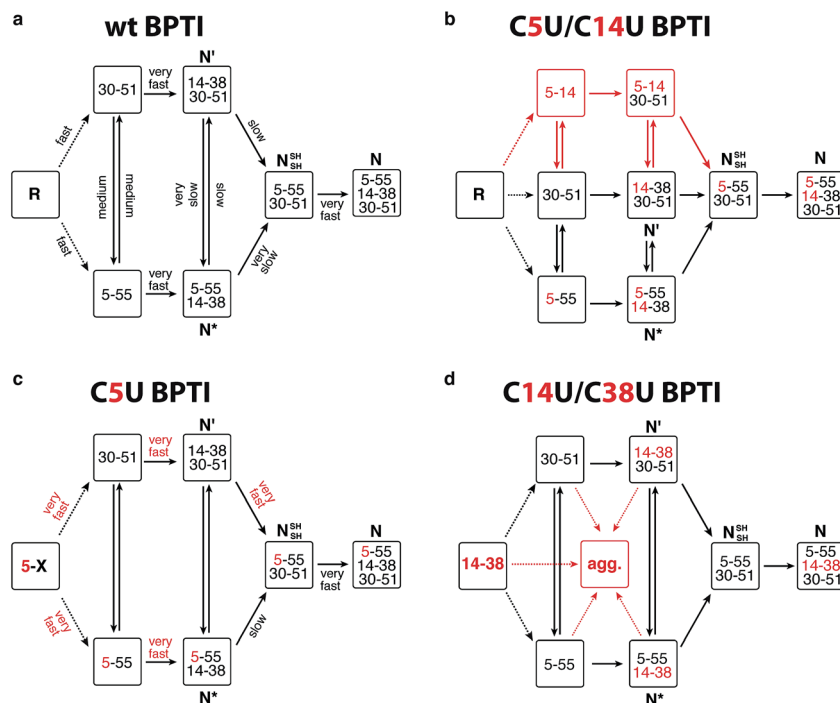 a
wt BPTI
N'
30-51
very
fast
14-38
30-51
fast
slow
R
medium
medium
very
slow
slow
N SH SH
5-55
30-51
very
fast
N
5-55
14-38
30-51
fast
very
slow
5-55
very
fast
5-55
14-38
N*
b
C5U/C14U BPTI
5-14
5-14
30-51
R
30-51
14-38
30-51
N'
N SH SH
5-55
30-51
N
5-55
14-38
30-51
5-55
5-55
14-38
N*
c
C5U BPTI
N'
30-51
very
fast
14-38
30-51
very
fast
very
fast
5-X
N SH SH
5-55
30-51
very
fast
N
5-55
14-38
30-51
very
fast
slow
5-55
very
fast
5-55
14-38
N*
d
C14U/C38U BPTI
N'
30-51
14-38
30-51
14-38
agg.
N SH SH
5-55
30-51
N
5-55
14-38
30-51
5-55
5-55
14-38
N*